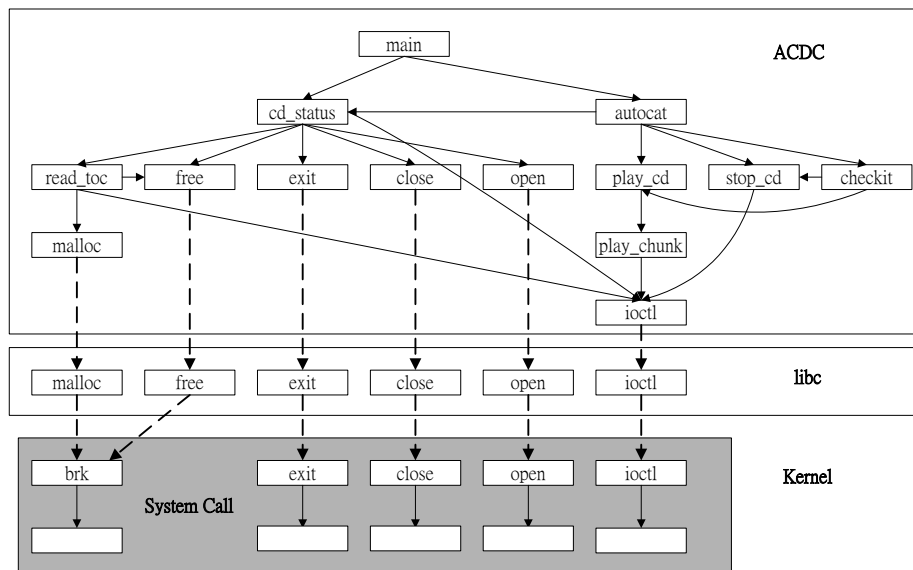 main
ACDC
cd_status
autocat
read_toc
free
exit
close
open
play_cd
stop_cd
checkit
malloc
play_chunk
ioctl
malloc
free
exit
close
open
ioctl
libc
brk
exit
close
open
ioctl
Kernel
System Call